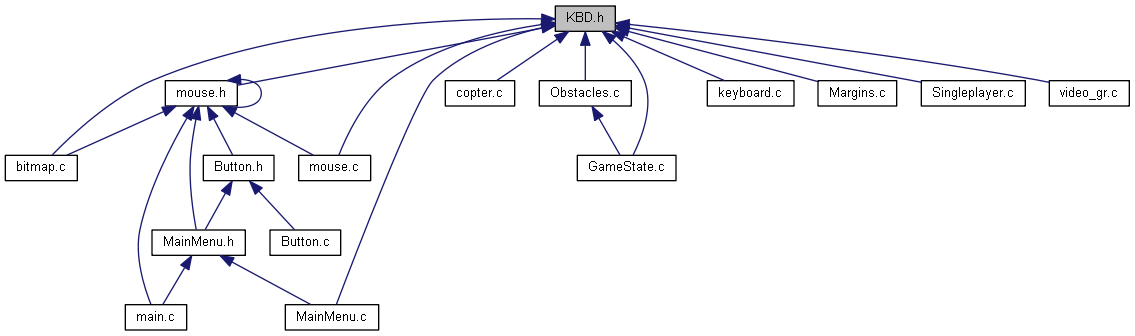 KBD.h
mouse.h
copter.c
Obstacles.c
keyboard.c
Margins.c
Singleplayer.c
video_gr.c
bitmap.c
Button.h
mouse.c
GameState.c
MainMenu.h
Button.c
main.c
MainMenu.c